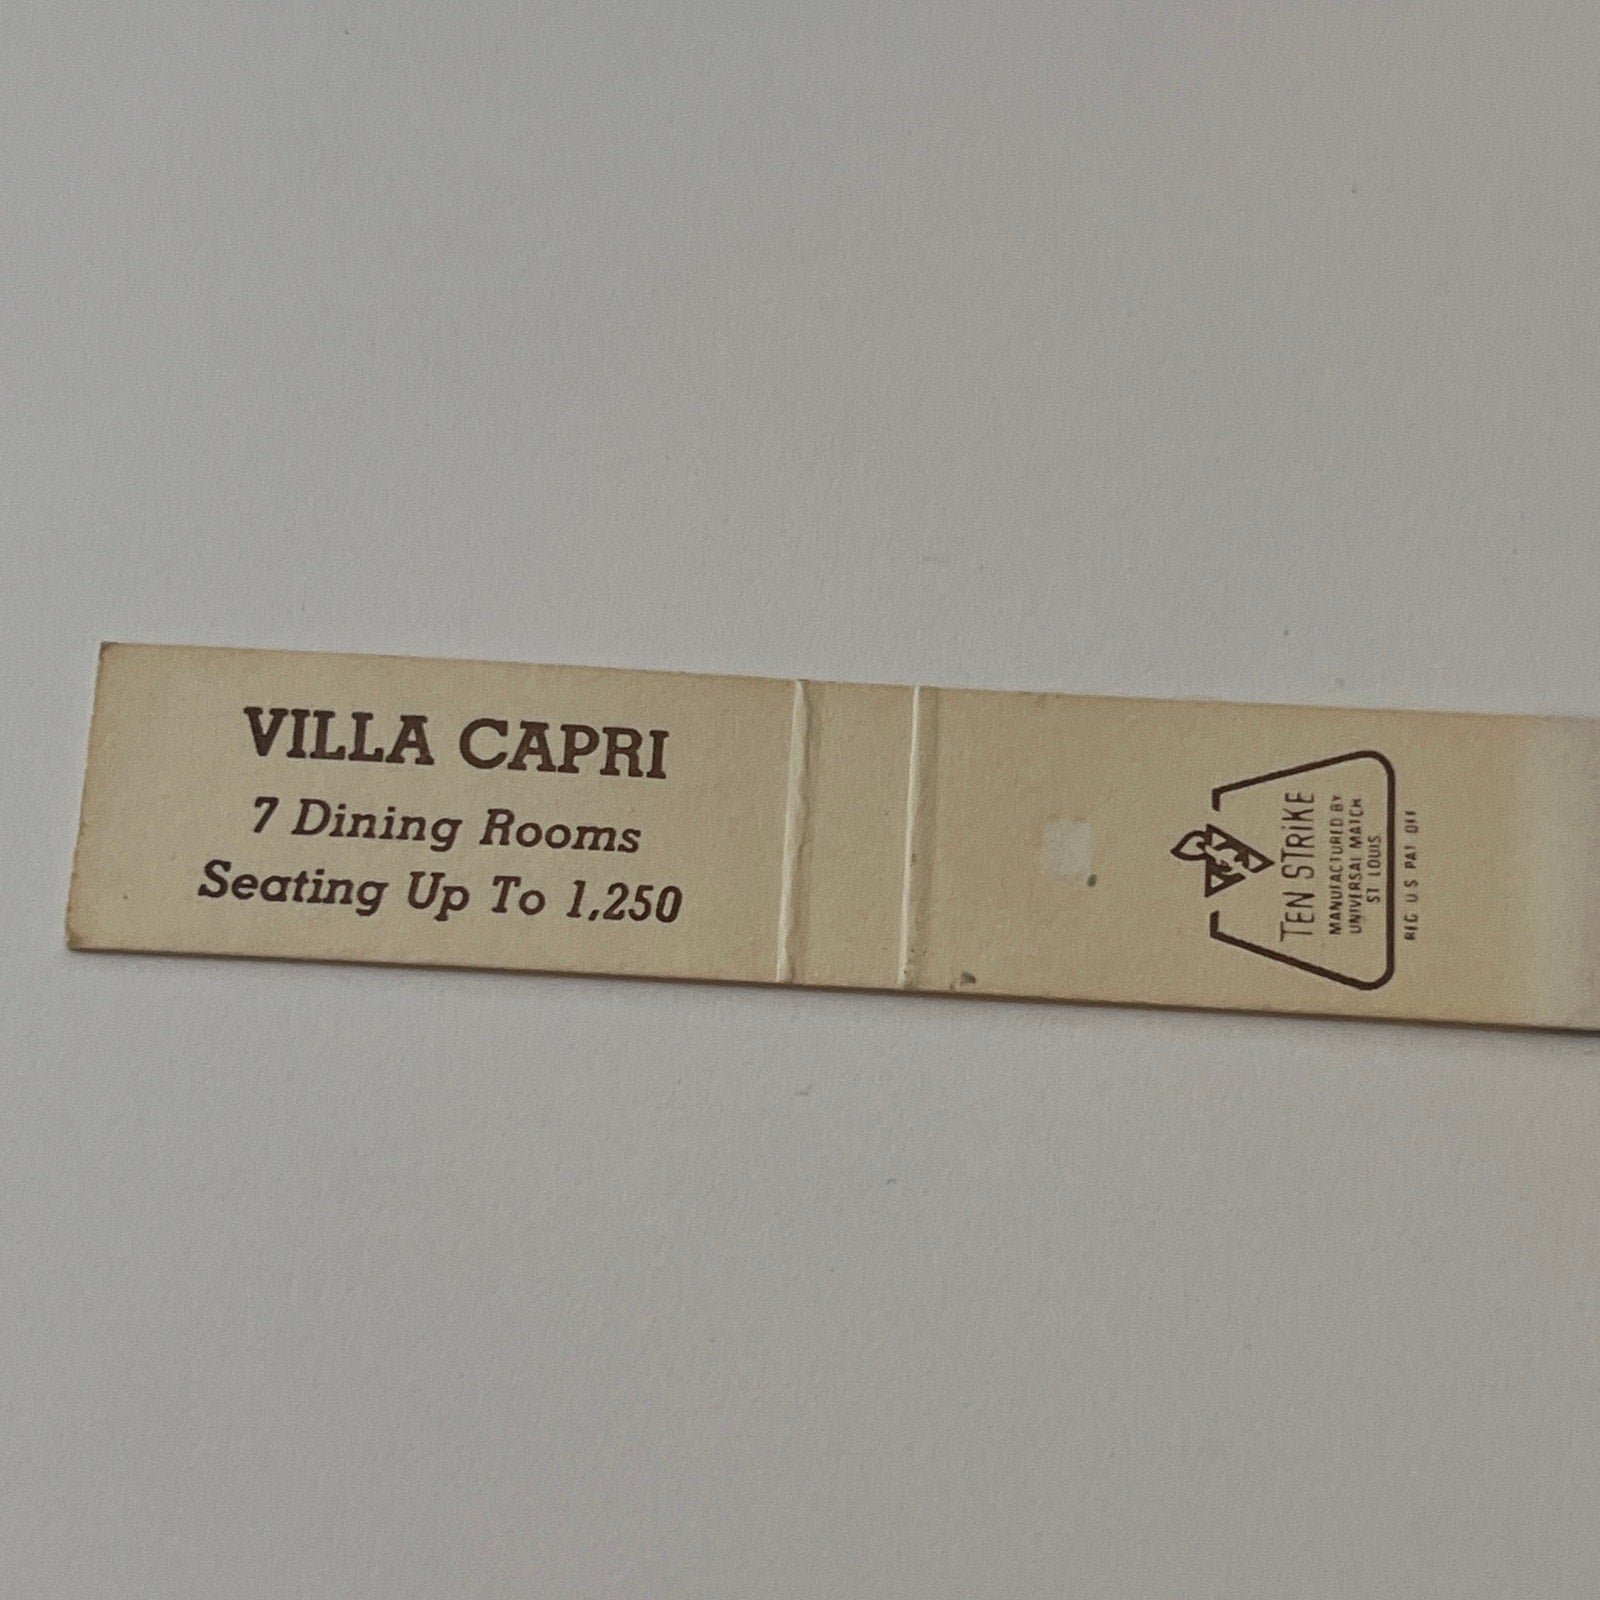 VILLA CAPRI
7 Dining Rooms
Seating Up To 1,250
TEN STRiKE
MANUFACTURED BY
UNIVERSAL MATCH
ST LOUIS
REG U S PAT OFF